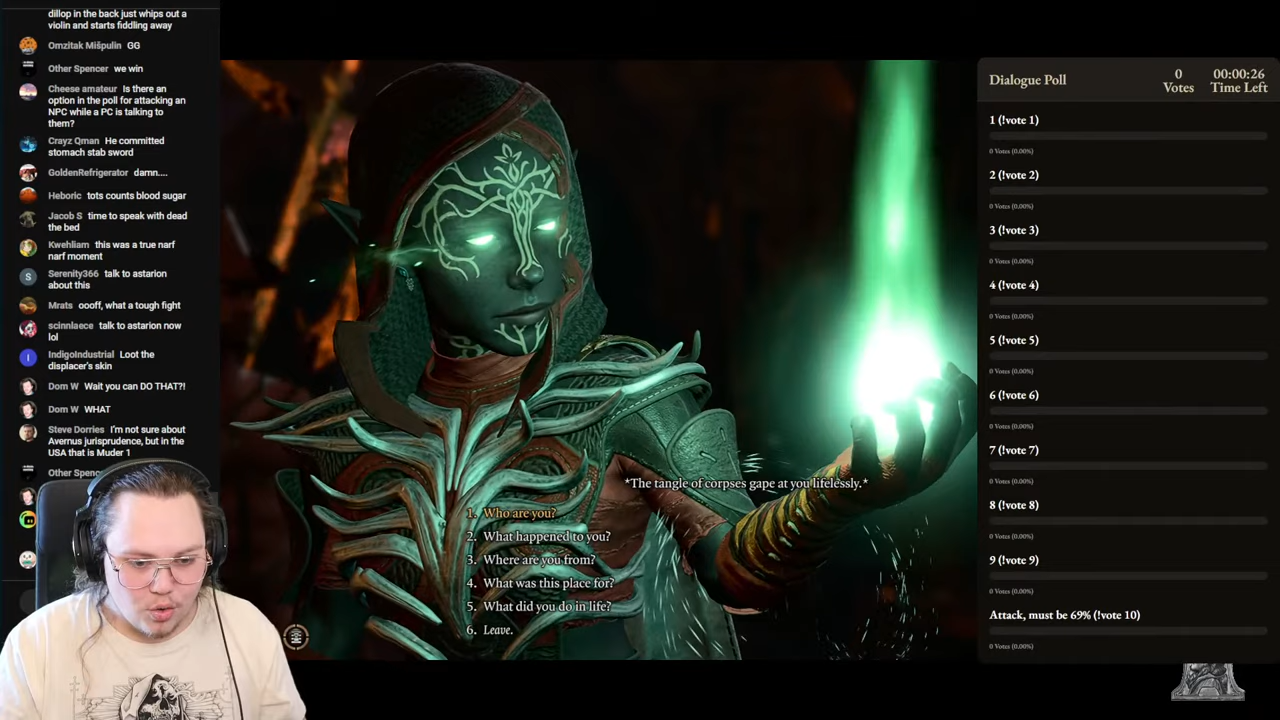 dillop in the back just whips out a
violin and starts fiddling away
Omzitak Mišpulin GG
Other Spencer we win
Cheese amateur Is there an
option in the poll for attacking an
NPC while a PC is talking to
them?
Crayz Qman He committed
stomach stab sword
GoldenRefrigerator damn....
Heboric tots counts blood sugar
Jacob S time to speak with dead
the bed
Kwehliam this was a true narf
narf moment
Serenity366 talk to astarion
about this
Mrats oooff, what a tough fight
scinnlaece talk to astarion now
lol
IndigoIndustrial Loot the
displacer's skin
Dom W Wait you can DO THAT?!
Dom W WHAT
Steve Dorries I'm not sure about
Avernus jurisprudence, but in the
USA that is Muder 1
Other Spenc
*The tangle of corpses gape at you lifelessly.*
1. Who are you?
2. What happened to you?
3. Where are you from?
4. What was this place for?
5. What did you do in life?
6. Leave.
Dialogue Poll
0
Votes
00:00:26
Time Left
1 (!vote 1)
0 Votes (0.00%)
2 (!vote 2)
0 Votes (0.00%)
3 (!vote 3)
0 Votes (0.00%)
4 (!vote 4)
0 Votes (0.00%)
5 (!vote 5)
0 Votes (0.00%)
6 (!vote 6)
0 Votes (0.00%)
7 (!vote 7)
0 Votes (0.00%)
8 (!vote 8)
0 Votes (0.00%)
9 (!vote 9)
0 Votes (0.00%)
Attack, must be 69% (!vote 10)
0 Votes (0.00%)